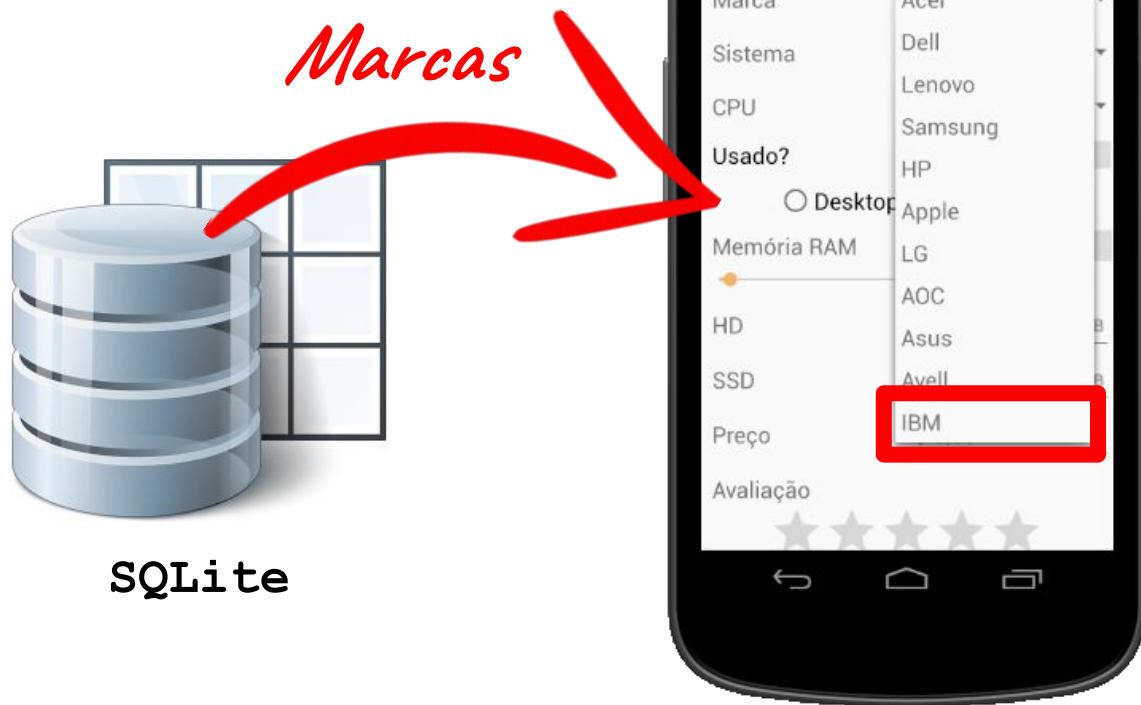 Marcas
SQLite
Marca
Acer
Sistema
Dell
Lenovo
CPU
Samsung
Usado?
HP
Desktop
Apple
Memória RAM
LG
AOC
HD
Asus
B
SSD
Avell
B
Preço
IBM
Avaliação